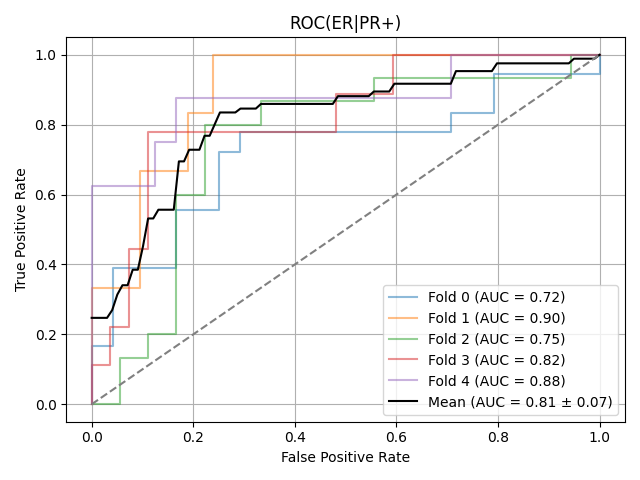 ROC(ER|PR+)
True Positive Rate
1.0
0.8
0.6
0.4
0.2
0.0
Fold 0 (AUC = 0.72)
Fold 1 (AUC = 0.90)
Fold 2 (AUC = 0.75)
Fold 3 (AUC = 0.82)
Fold 4 (AUC = 0.88)
Mean (AUC = 0.81 ± 0.07)
0.0 0.2 0.4 0.6 0.8 1.0
False Positive Rate